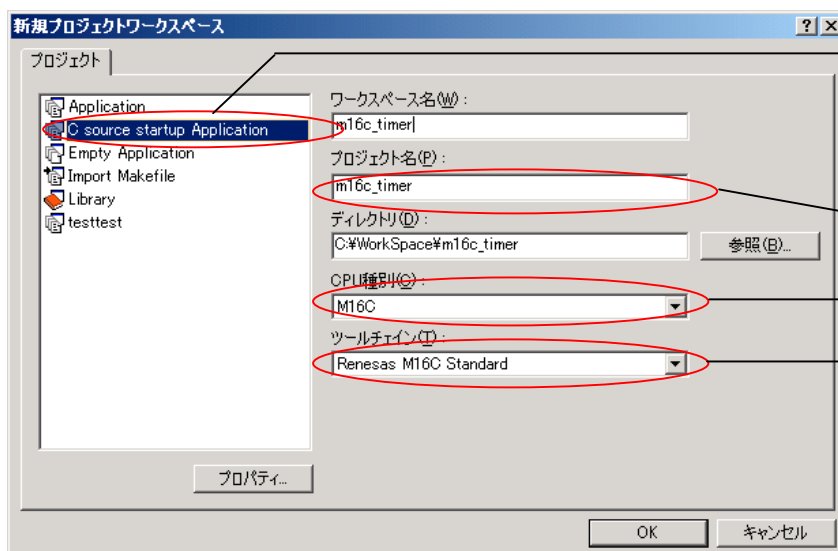 新規プロジェクトワークスペース
プロジェクト
Application
C source startup Application
Empty Application
Import Makefile
Library
testtest
プロパティ...
ワークスペース名(W):
m16c_timer
プロジェクト名(P):
m16c_timer
ディレクトリ(D):
C:¥WorkSpace¥m16c_timer
参照(B)...
CPU種別(C):
M16C
ツールチェイン(T):
Renesas M16C Standard
OK
キャンセル